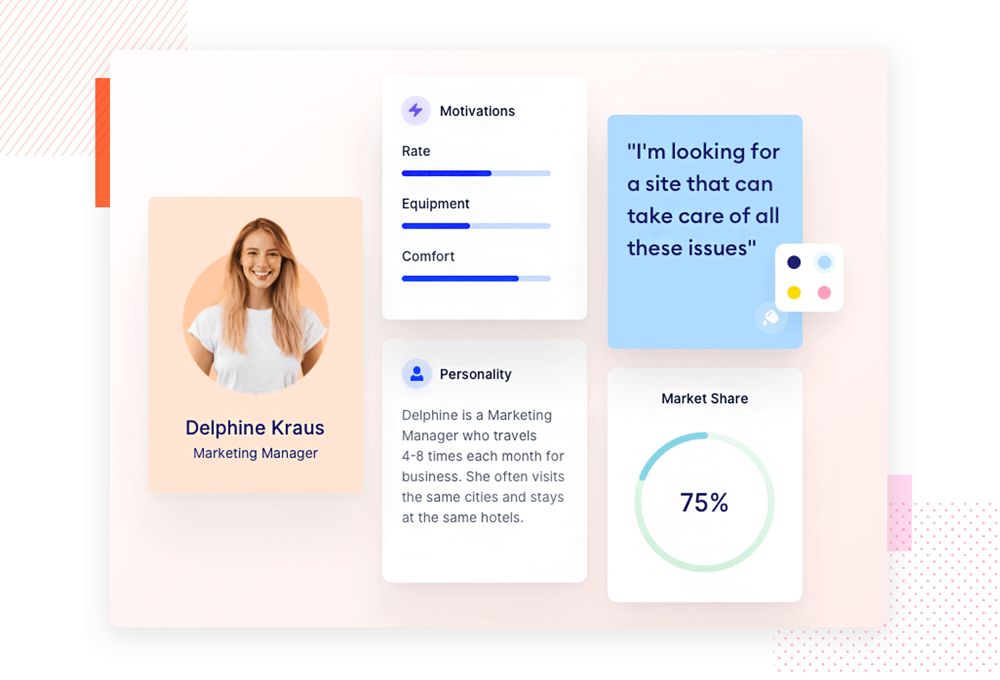 Motivations
Rate
Equipment
Comfort
"I'm looking for
a site that can
take care of all
these issues"
Delphine Kraus
Marketing Manager
Personality
Delphine is a Marketing
Manager who travels
4-8 times each month for
business. She often visits
the same cities and stays
at the same hotels.
Market Share
75%